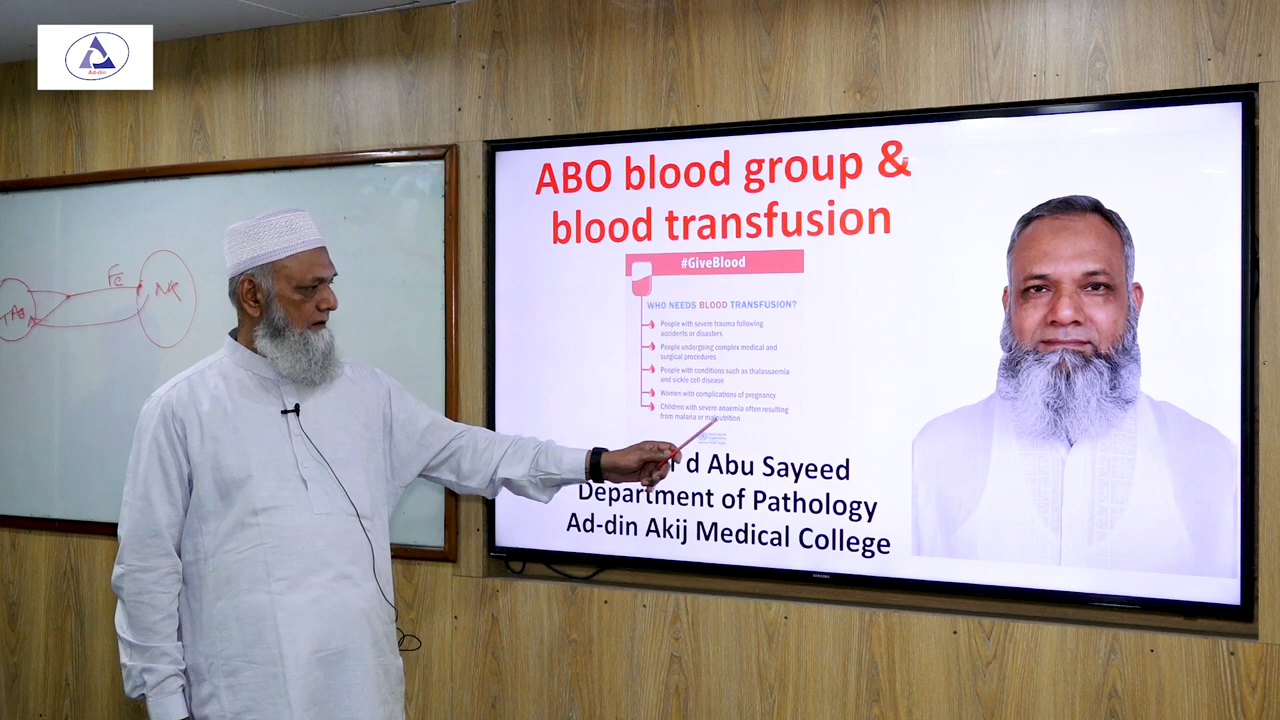 Ad-din
Fc
NK
ABO blood group &
blood transfusion
#GiveBlood
WHO NEEDS BLOOD TRANSFUSION?
People with severe trauma following
accidents or disasters
People undergoing complex medical and
surgical procedures
People with conditions such as thalassaemia
and sickle cell disease
Women with complications of pregnancy
Children with severe anaemia often resulting
from malaria or malnutrition
d Abu Sayeed
Department of Pathology
Ad-din Akij Medical College
SAMSUNG